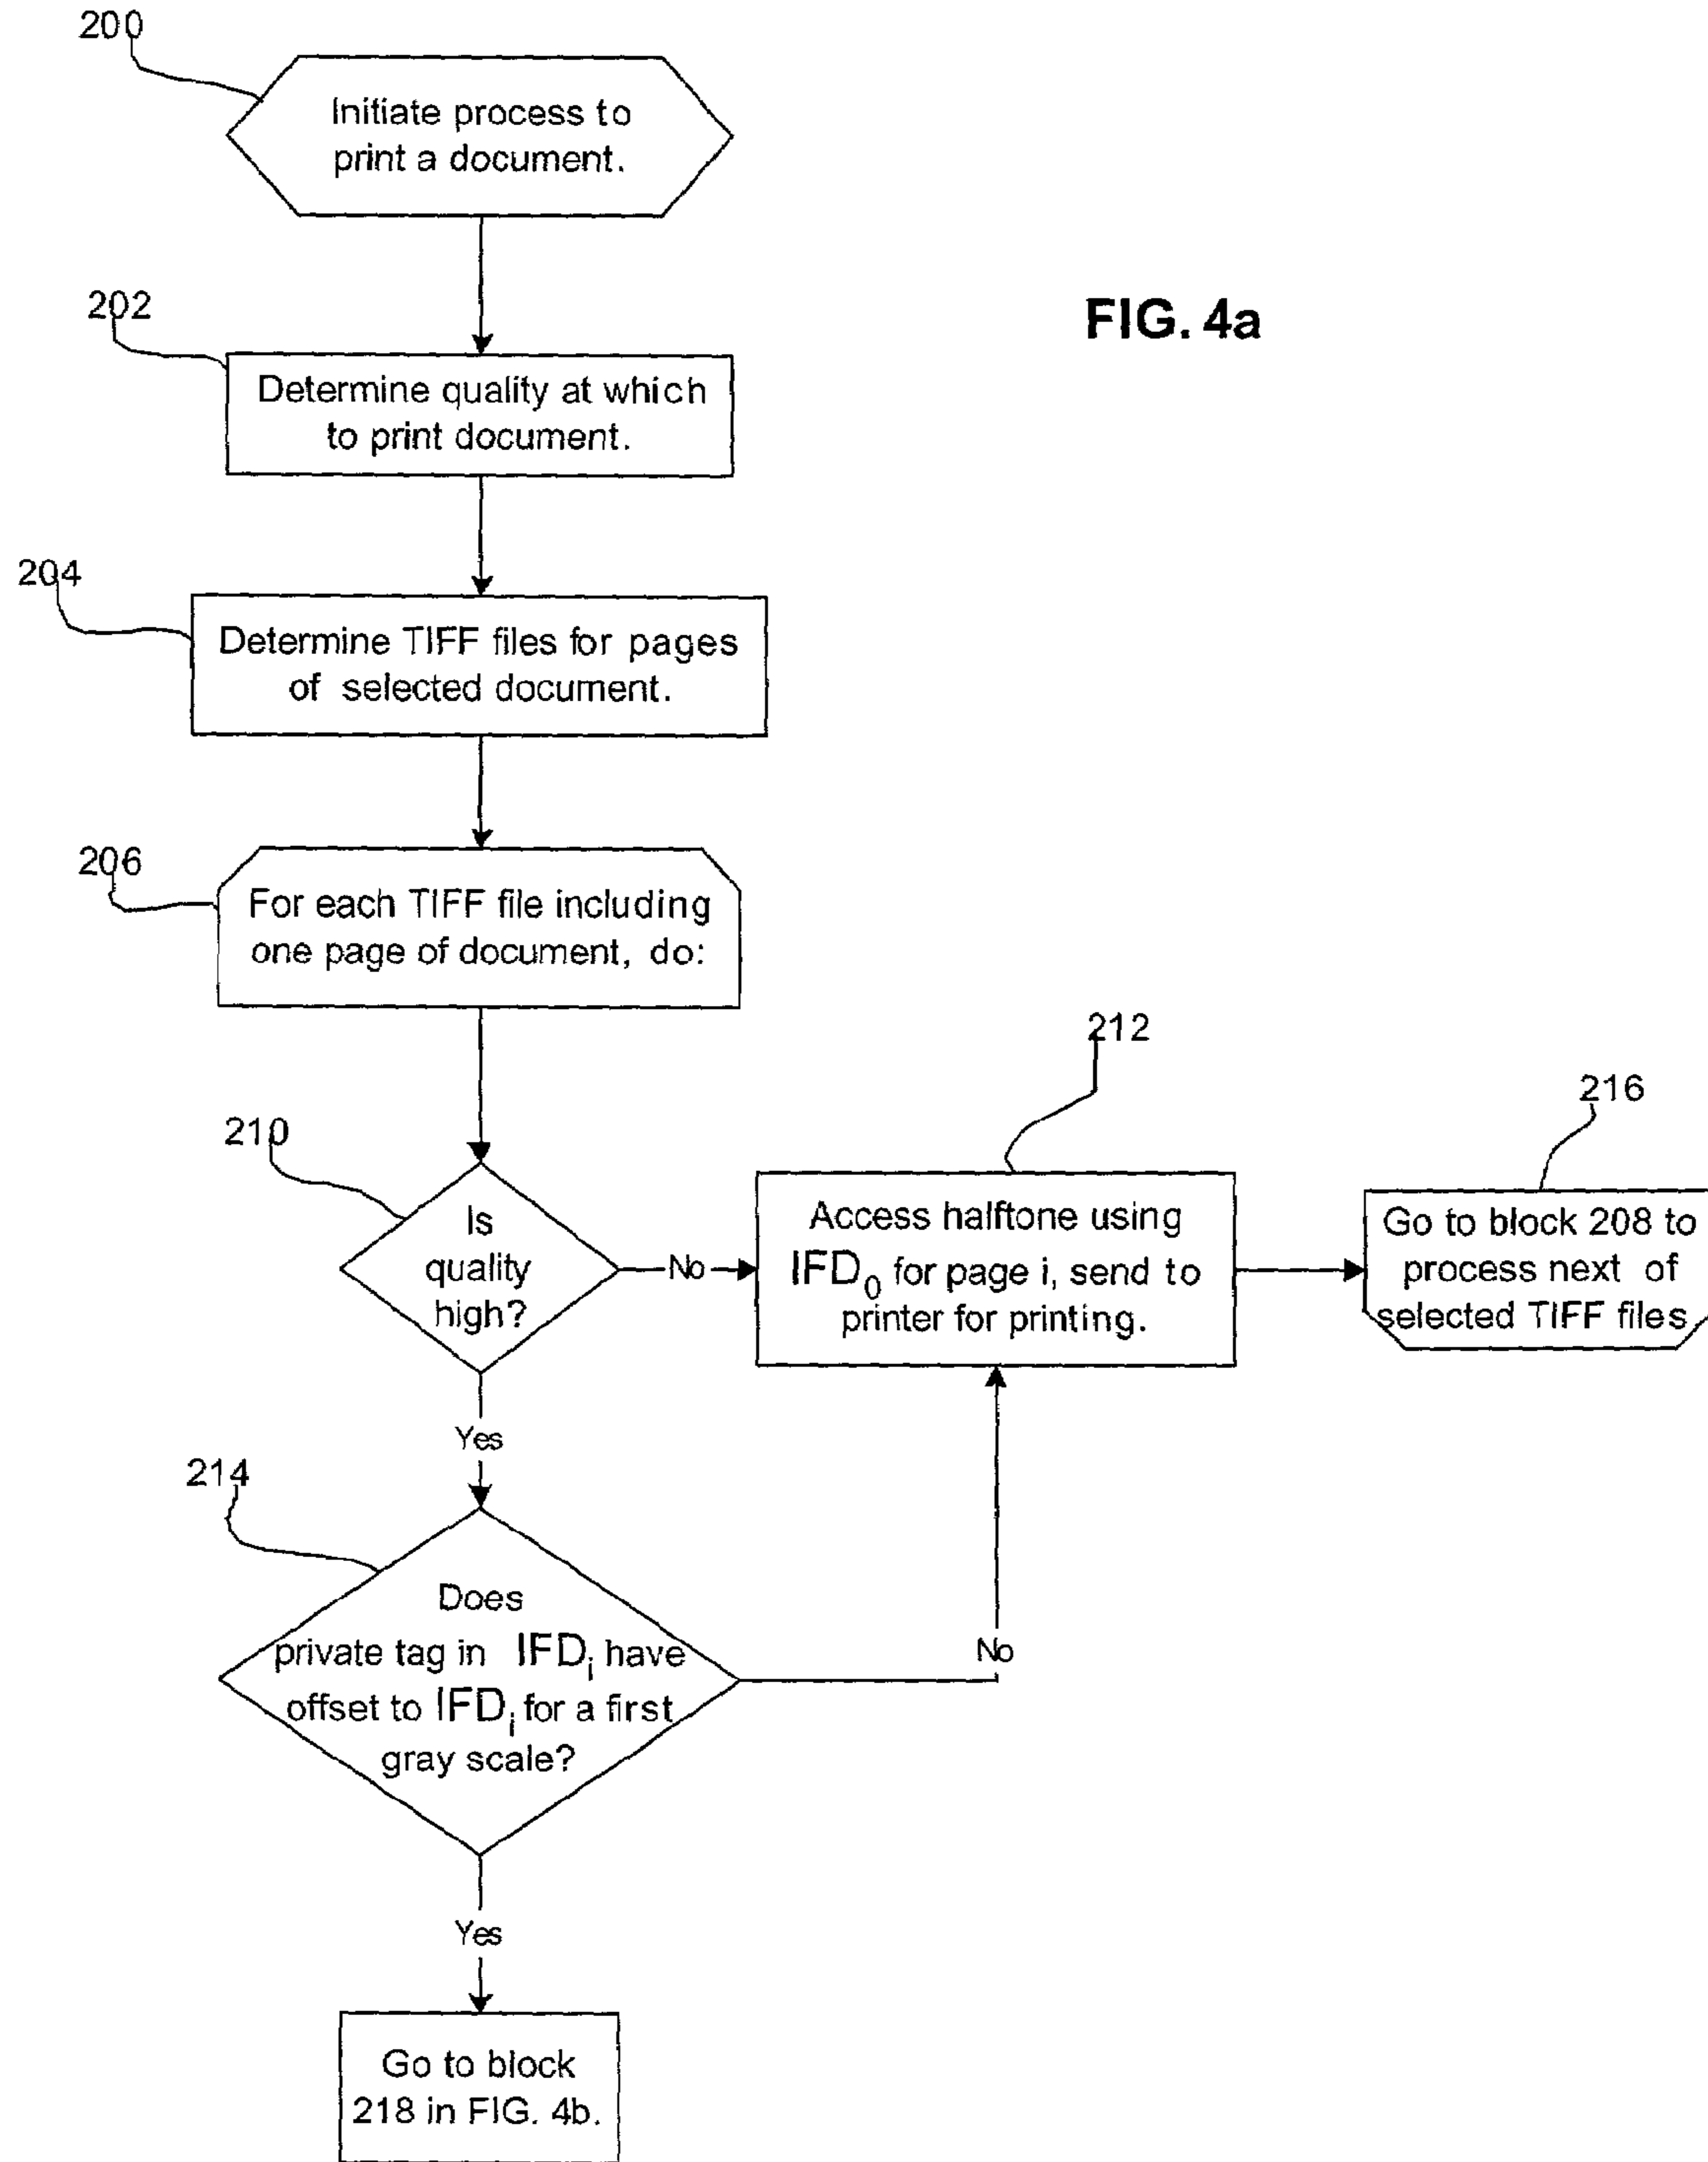 200
Initiate process to
print a document.
202
FIG. 4a
Determine quality at which
to print document.
204
Determine TIFF files for pages
of selected document.
206
For each TIFF file including
one page of document, do:
212
216
210
Is
quality
high?
No
Access halftone using
IFD₀ for page i, send to
printer for printing.
Go to block 208 to
process next of
selected TIFF files
Yes
214
Does
private tag in IFDᵢ have
offset to IFDᵢ for a first
gray scale?
No
Yes
Go to block
218 in FIG. 4b.